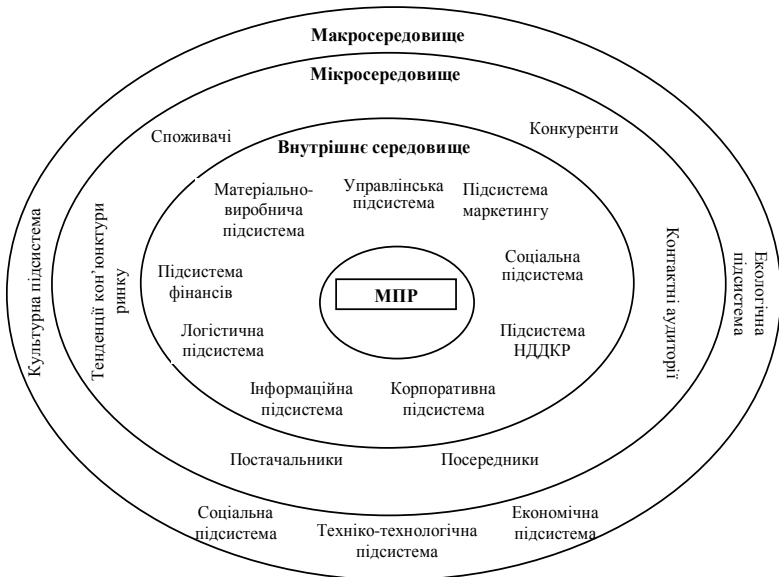 Макросередовище
Мікросередовище
Споживачі
Конкуренти
Внутрішнє середовище
Матеріально-
виробнича
підсистема
Управлінська
підсистема
Підсистема
маркетингу
Культурна підсистема
Тенденції кон’юнктури
ринку
Підсистема
фінансів
МПР
Соціальна
підсистема
Контактні аудиторії
Екологічна
підсистема
Логістична
підсистема
Підсистема
НДДКР
Інформаційна
підсистема
Корпоративна
підсистема
Постачальники
Посередники
Соціальна
підсистема
Техніко-технологічна
підсистема
Економічна
підсистема